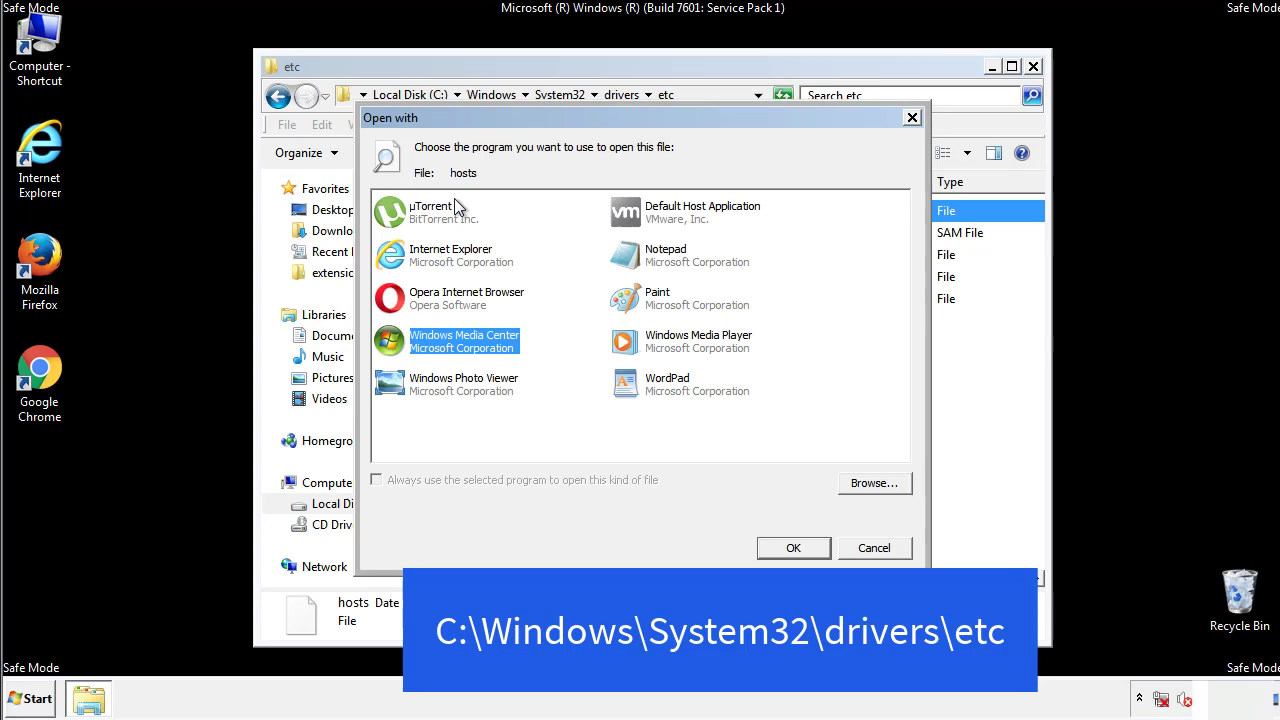 Safe Mode
Microsoft (R) Windows (R) (Build 7601: Service Pack 1)
Safe Mode
Computer -
Shortcut
Internet
Explorer
Mozilla
Firefox
Google
Chrome
etc
Local Disk (C:) Windows System32 drivers etc
Search etc
File Edit
Organize
Favorites
Desktop
Downlo
Recent
extensio
Libraries
Docume
Music
Pictures
Videos
Homegro
Compute
Local Di
CD Drive
Network
Type
File
SAM File
File
File
File
Open with
Choose the program you want to use to open this file:
File: hosts
µTorrent
BitTorrent Inc.
Default Host Application
VMware, Inc.
Internet Explorer
Microsoft Corporation
Notepad
Microsoft Corporation
Opera Internet Browser
Opera Software
Paint
Microsoft Corporation
Windows Media Center
Microsoft Corporation
Windows Media Player
Microsoft Corporation
Windows Photo Viewer
Microsoft Corporation
WordPad
Microsoft Corporation
Always use the selected program to open this kind of file
Browse...
OK
Cancel
hosts Date
File
C:\Windows\System32\drivers\etc
Recycle Bin
Safe Mode
Safe Mode
Start